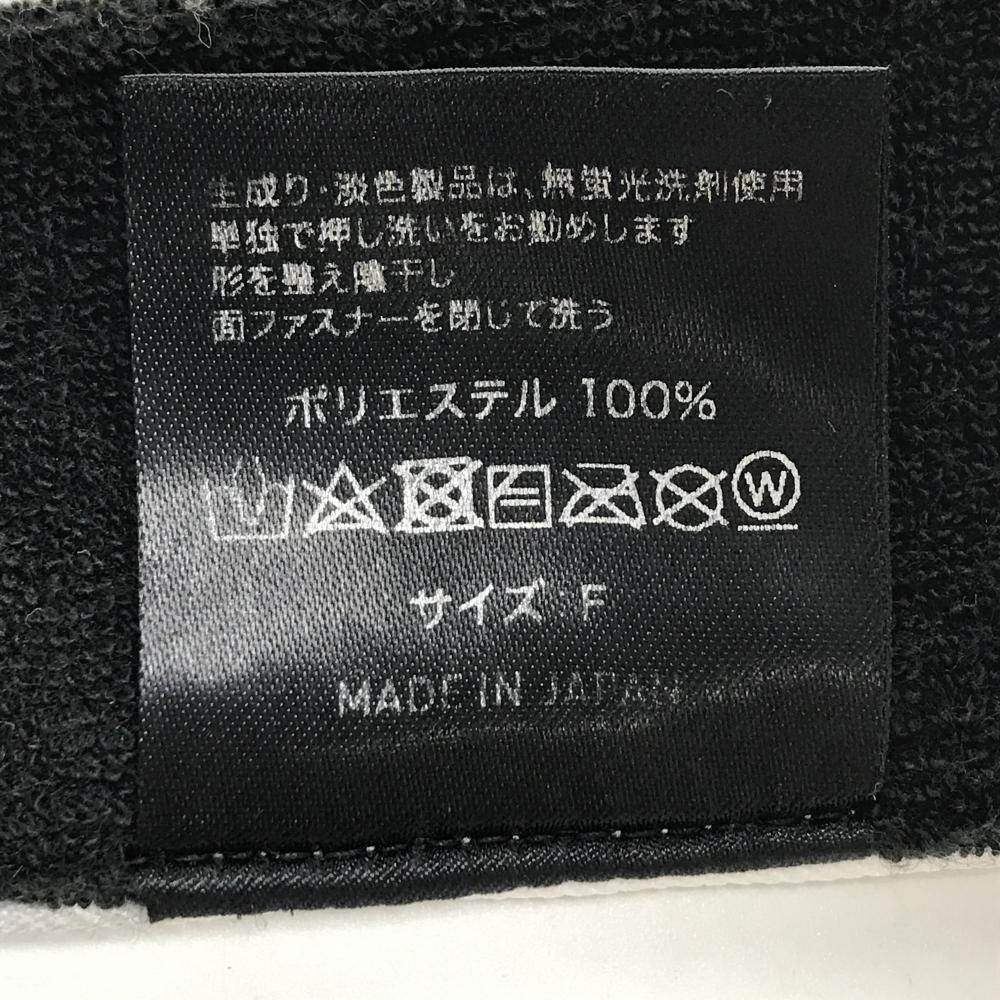 生成り・淡色製品は、無蛍光洗剤使用
単独で押し洗いをお勧めします
形を整え陰干し
面ファスナーを閉じて洗う
ポリエステル 100%
W
サイズ F
MADE IN JAPAN